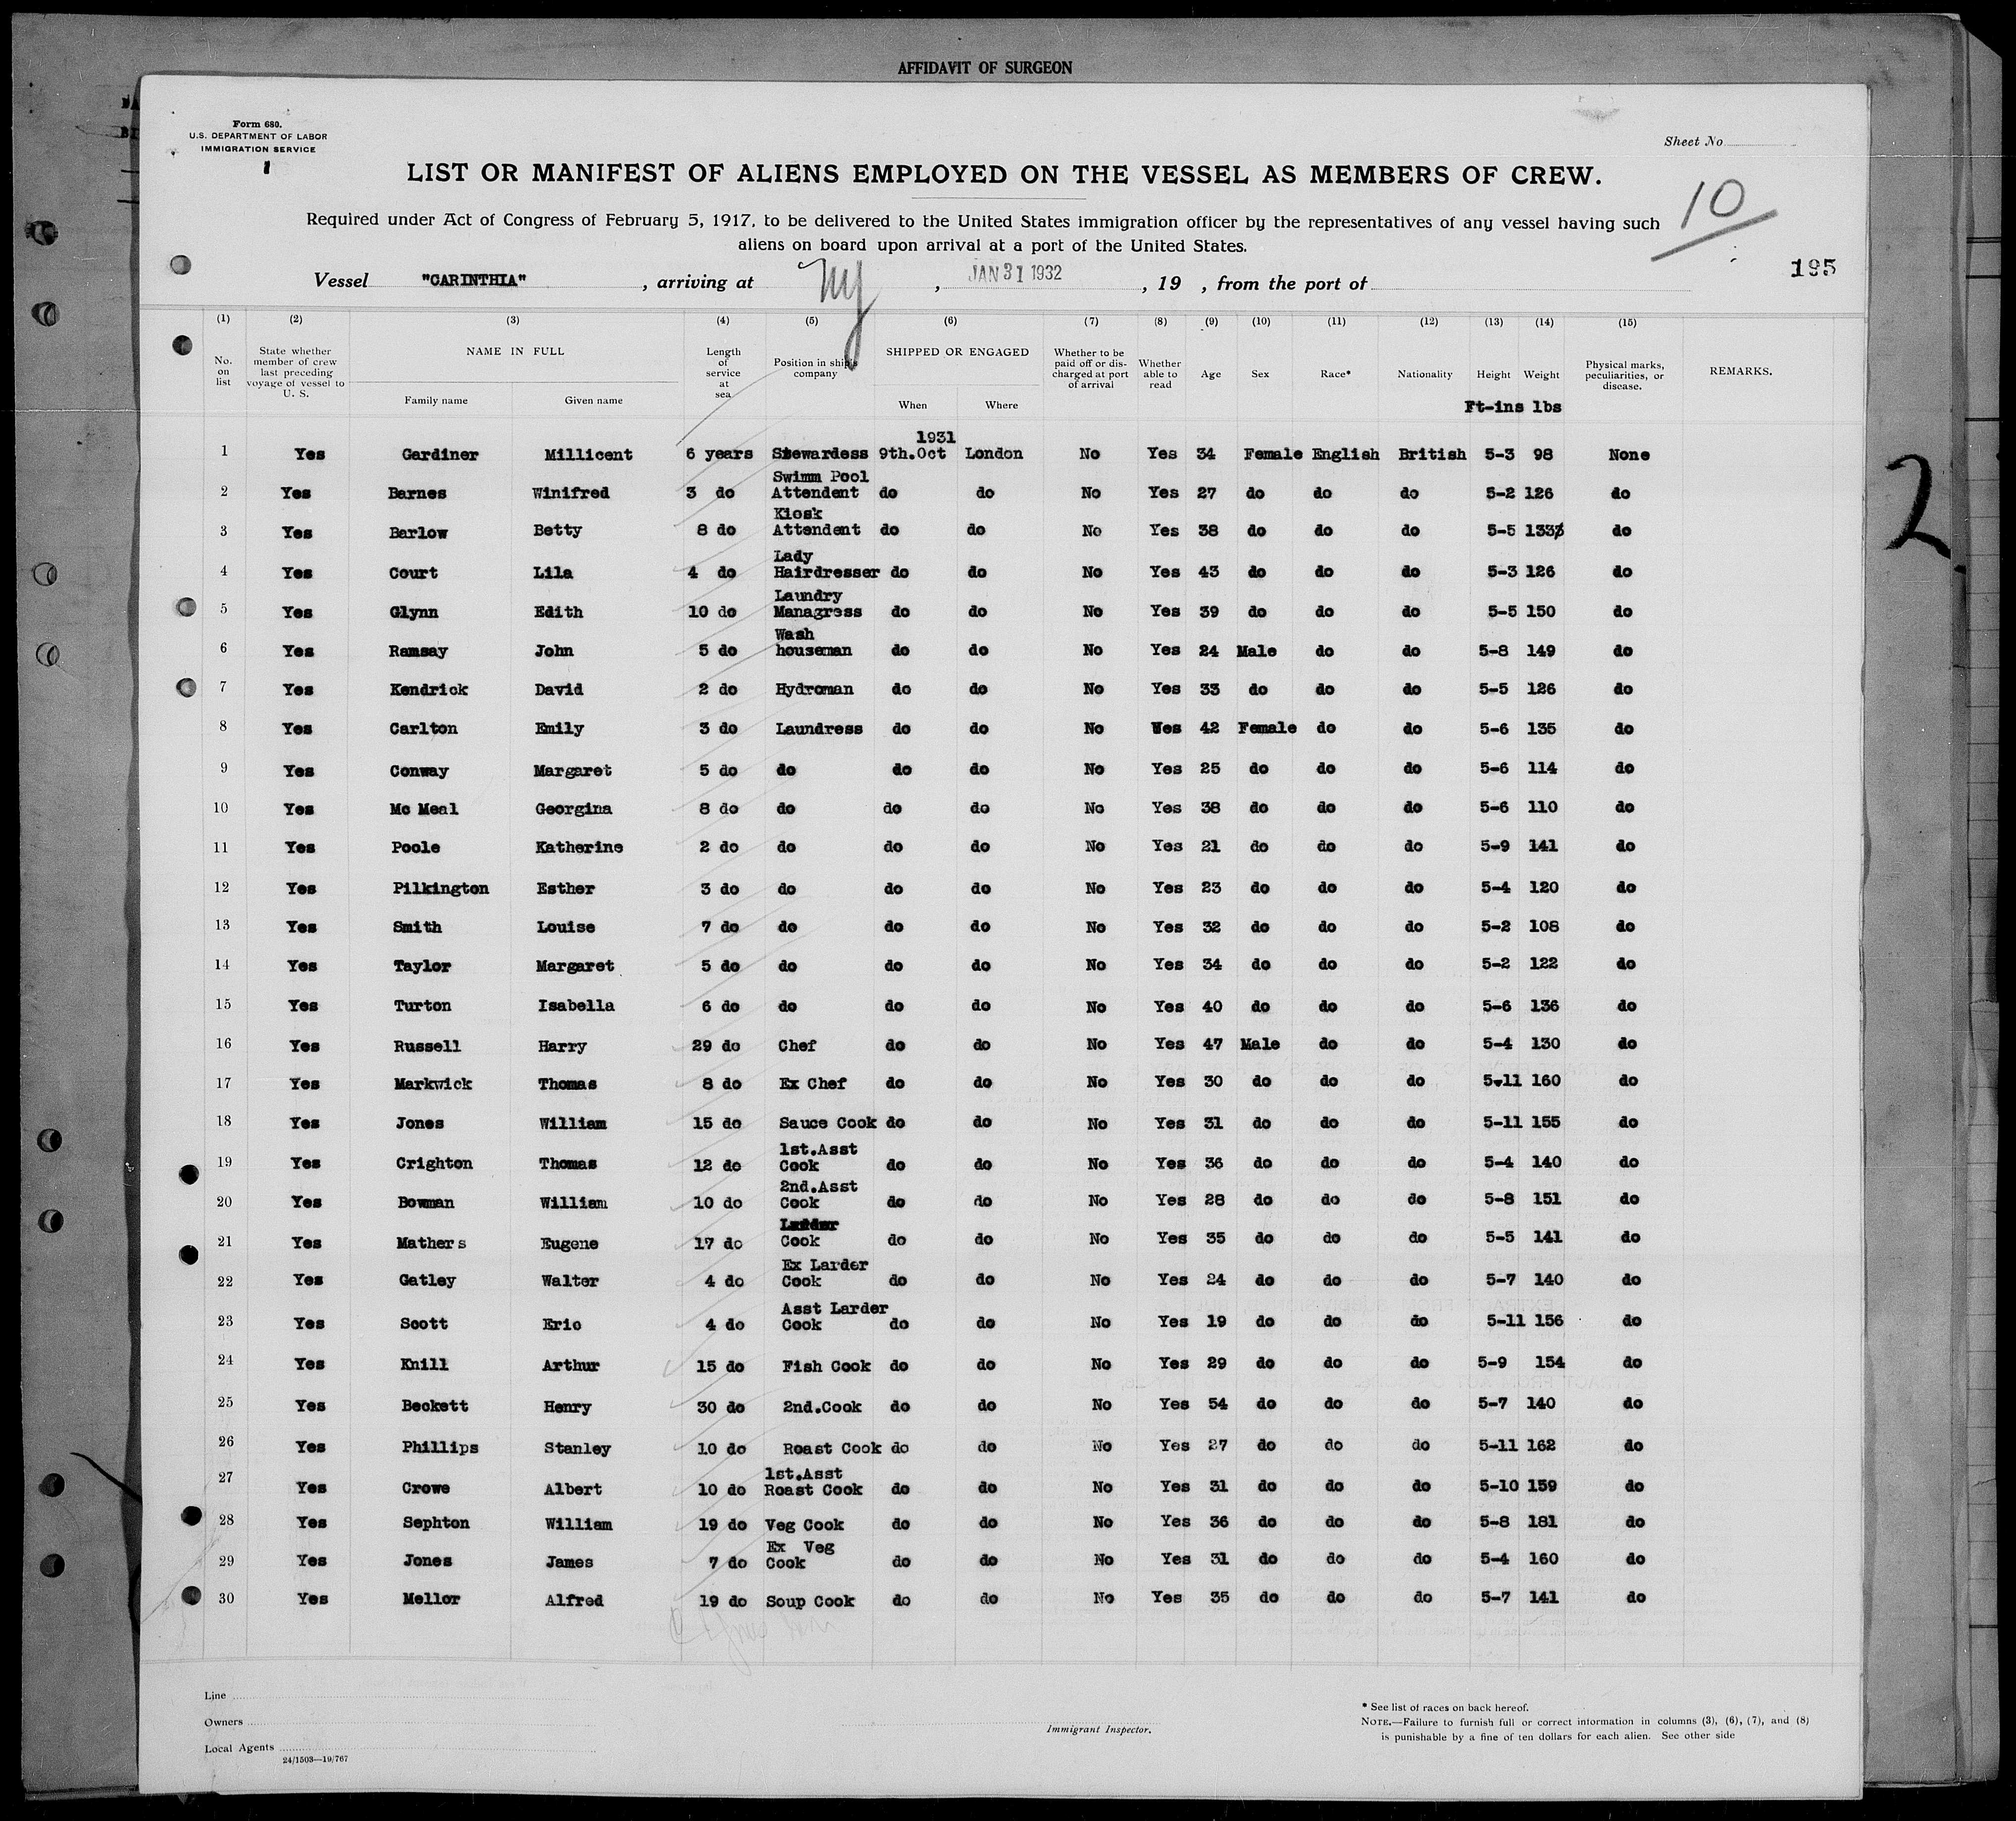 AFFIDAVIT OF SURGEON
Form 680.
U.S. DEPARTMENT OF LABOR
IMMIGRATION SERVICE
1
Sheet No
LIST OR MANIFEST OF ALIENS EMPLOYED ON THE VESSEL AS MEMBERS OF CREW.
10
Required under Act of Congress of February 5, 1917, to be delivered to the United States immigration officer by the representatives of any vessel having such
aliens on board upon arrival at a port of the United States.
195
Vessel "CARINTHIA", arriving at NY, JAN 31 1932, 19 , from the port of
(1) (2) (3) (4) (5) (6) (7) (8) (9) (10) (11) (12) (13) (14) (15)
No. on list
State whether member of crew last preceding voyage of vessel to U. S.
NAME IN FULL
Family name
Given name
Length of service at sea
Position in ship's company
SHIPPED OR ENGAGED
When
Where
Whether to be paid off or discharged at port of arrival
Whether able to read
Age
Sex
Race*
Nationality
Height
Weight
Physical marks, peculiarities, or disease.
REMARKS.
Ft-ins lbs
1931
1 Yes Gardiner Millicent 6 years Stewardess 9th.Oct London No Yes 34 Female English British 5-3 98 None
2 Yes Barnes Winifred 3 do Swimm Pool Attendent do do No Yes 27 do do do 5-2 126 do
3 Yes Barlow Betty 8 do Kiosk Attendent do do No Yes 38 do do do 5-5 133 do
4 Yes Court Lila 4 do Lady Hairdresser do do No Yes 43 do do do 5-3 126 do
5 Yes Glynn Edith 10 do Laundry Managress do do No Yes 39 do do do 5-5 150 do
6 Yes Ramsay John 5 do Wash houseman do do No Yes 24 Male do do 5-8 149 do
7 Yes Kendrick David 2 do Hydroman do do No Yes 33 do do do 5-5 126 do
8 Yes Carlton Emily 3 do Laundress do do No Wes 42 Female do do 5-6 135 do
9 Yes Conway Margaret 5 do do do do No Yes 25 do do do 5-6 114 do
10 Yes Mc Meal Georgina 8 do do do do No Yes 38 do do do 5-6 110 do
11 Yes Poole Katherine 2 do do do do No Yes 21 do do do 5-9 141 do
12 Yes Pilkington Esther 3 do do do do No Yes 23 do do do 5-4 120 do
13 Yes Smith Louise 7 do do do do No Yes 32 do do do 5-2 108 do
14 Yes Taylor Margaret 5 do do do do No Yes 34 do do do 5-2 122 do
15 Yes Turton Isabella 6 do do do do No Yes 40 do do do 5-6 136 do
16 Yes Russell Harry 29 do Chef do do No Yes 47 Male do do 5-4 130 do
17 Yes Markwick Thomas 8 do Ex Chef do do No Yes 30 do do do 5-11 160 do
18 Yes Jones William 15 do Sauce Cook do do No Yes 31 do do do 5-11 155 do
19 Yes Crighton Thomas 12 do 1st.Asst Cook do do No Yes 36 do do do 5-4 140 do
20 Yes Bowman William 10 do 2nd.Asst Cook do do No Yes 28 do do do 5-8 151 do
21 Yes Mathers Eugene 17 do Larder Cook do do No Yes 35 do do do 5-5 141 do
22 Yes Gatley Walter 4 do Ex Larder Cook do do No Yes 24 do do do 5-7 140 do
23 Yes Scott Eric 4 do Asst Larder Cook do do No Yes 19 do do do 5-11 156 do
24 Yes Knill Arthur 15 do Fish Cook do do No Yes 29 do do do 5-9 154 do
25 Yes Beckett Henry 30 do 2nd.Cook do do No Yes 54 do do do 5-7 140 do
26 Yes Phillips Stanley 10 do Roast Cook do do No Yes 27 do do do 5-11 162 do
27 Yes Crowe Albert 10 do 1st.Asst Roast Cook do do No Yes 31 do do do 5-10 159 do
28 Yes Sephton William 19 do Veg Cook do do No Yes 36 do do do 5-8 181 do
29 Yes Jones James 7 do Ex Veg Cook do do No Yes 31 do do do 5-4 160 do
30 Yes Mellor Alfred 19 do Soup Cook do do No Yes 35 do do do 5-7 141 do
2
Line
Owners
Local Agents
24/1503—19/767
Immigrant Inspector.
* See list of races on back hereof.
NOTE.—Failure to furnish full or correct information in columns (3), (6), (7), and (8)
is punishable by a fine of ten dollars for each alien. See other side